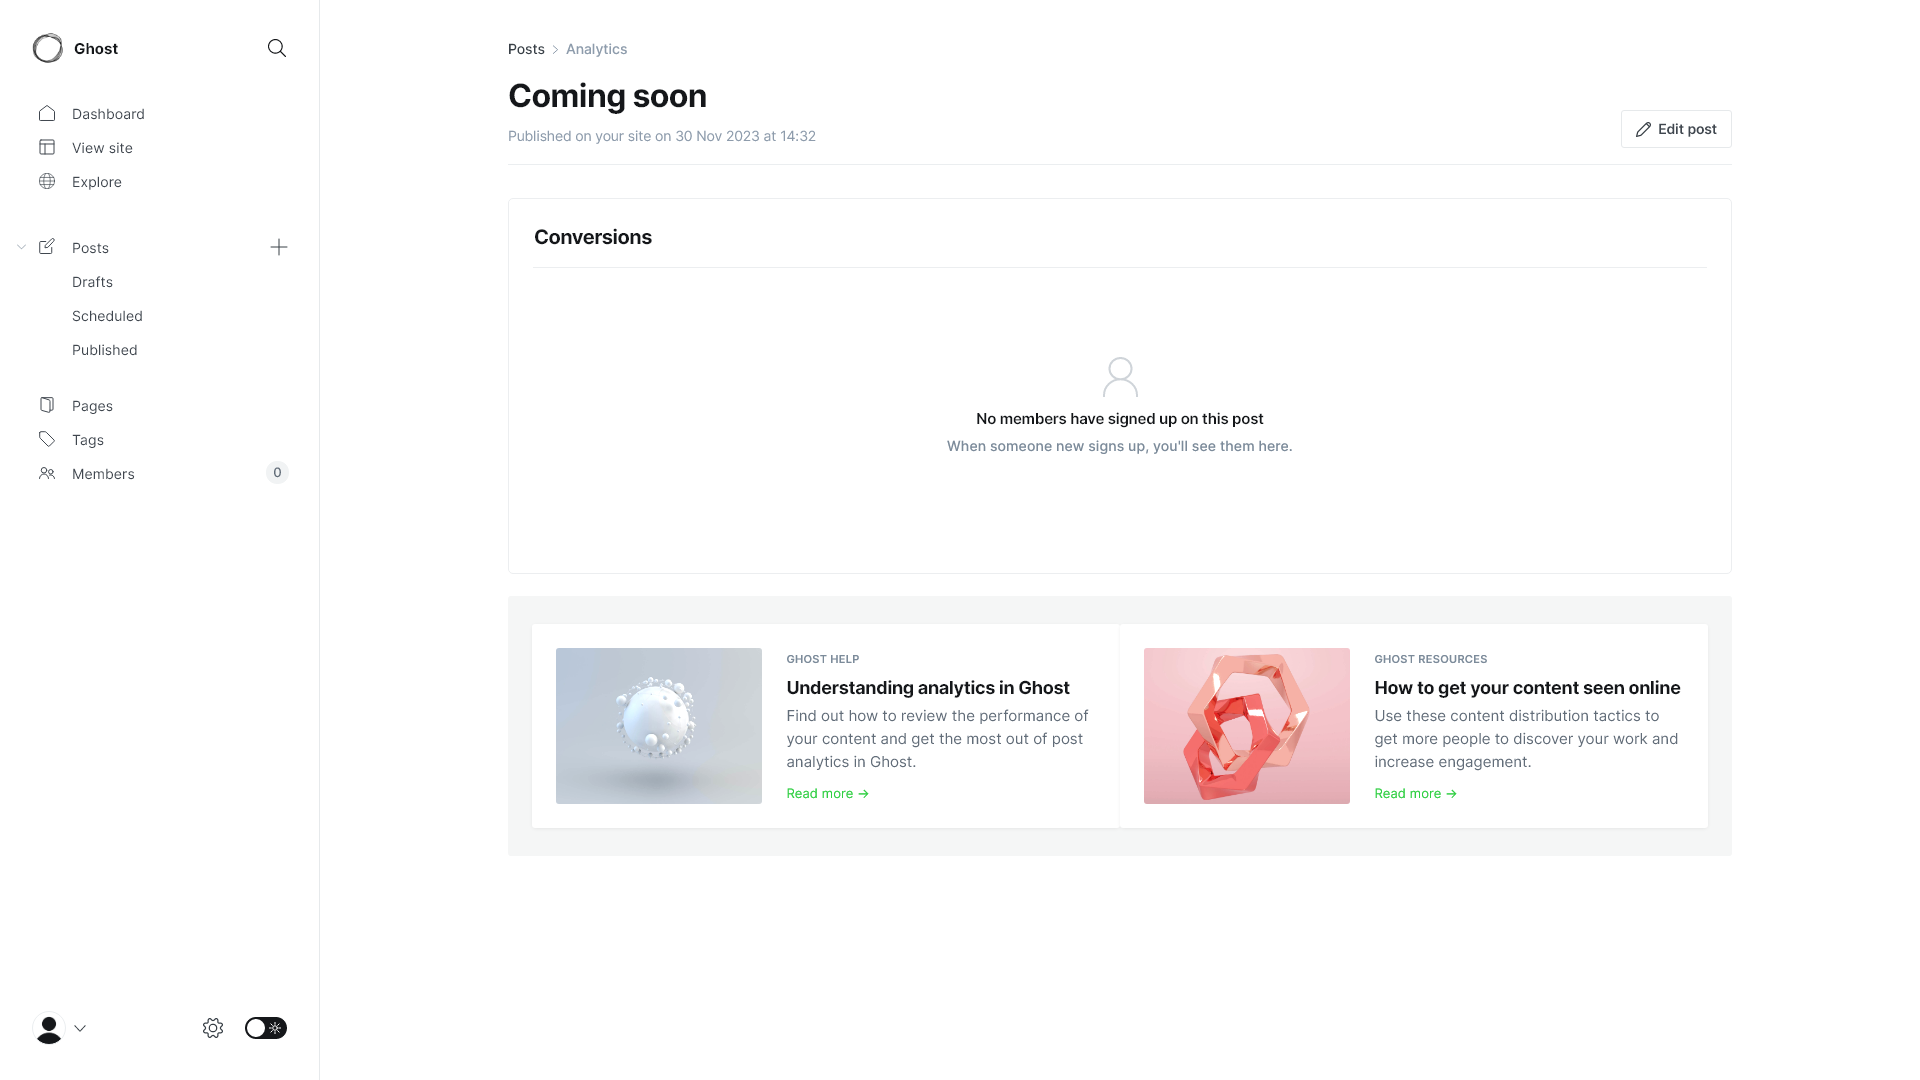 Ghost
Dashboard
View site
Explore
Posts
Drafts
Scheduled
Published
Pages
Tags
Members
0
Posts
Analytics
Coming soon
Published on your site on 30 Nov 2023 at 14:32
Edit post
Conversions
No members have signed up on this post
When someone new signs up, you'll see them here.
GHOST HELP
Understanding analytics in Ghost
Find out how to review the performance of
your content and get the most out of post
analytics in Ghost.
Read more →
GHOST RESOURCES
How to get your content seen online
Use these content distribution tactics to
get more people to discover your work and
increase engagement.
Read more →